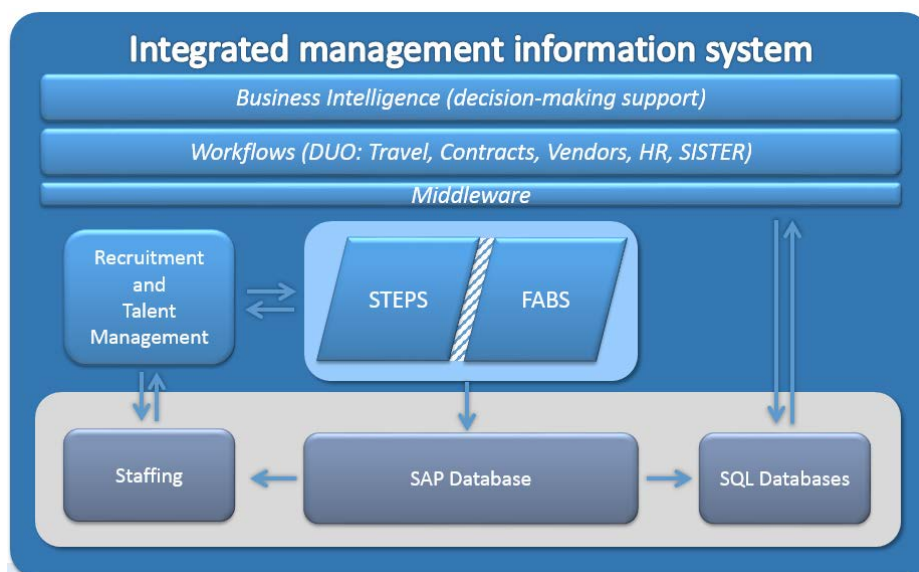 Integrated management information system
Business Intelligence (decision-making support)
Workflows (DUO: Travel, Contracts, Vendors, HR, SISTER)
Middleware
Recruitment
and
Talent
Management
STEPS
FABS
Staffing
SAP Database
SQL Databases